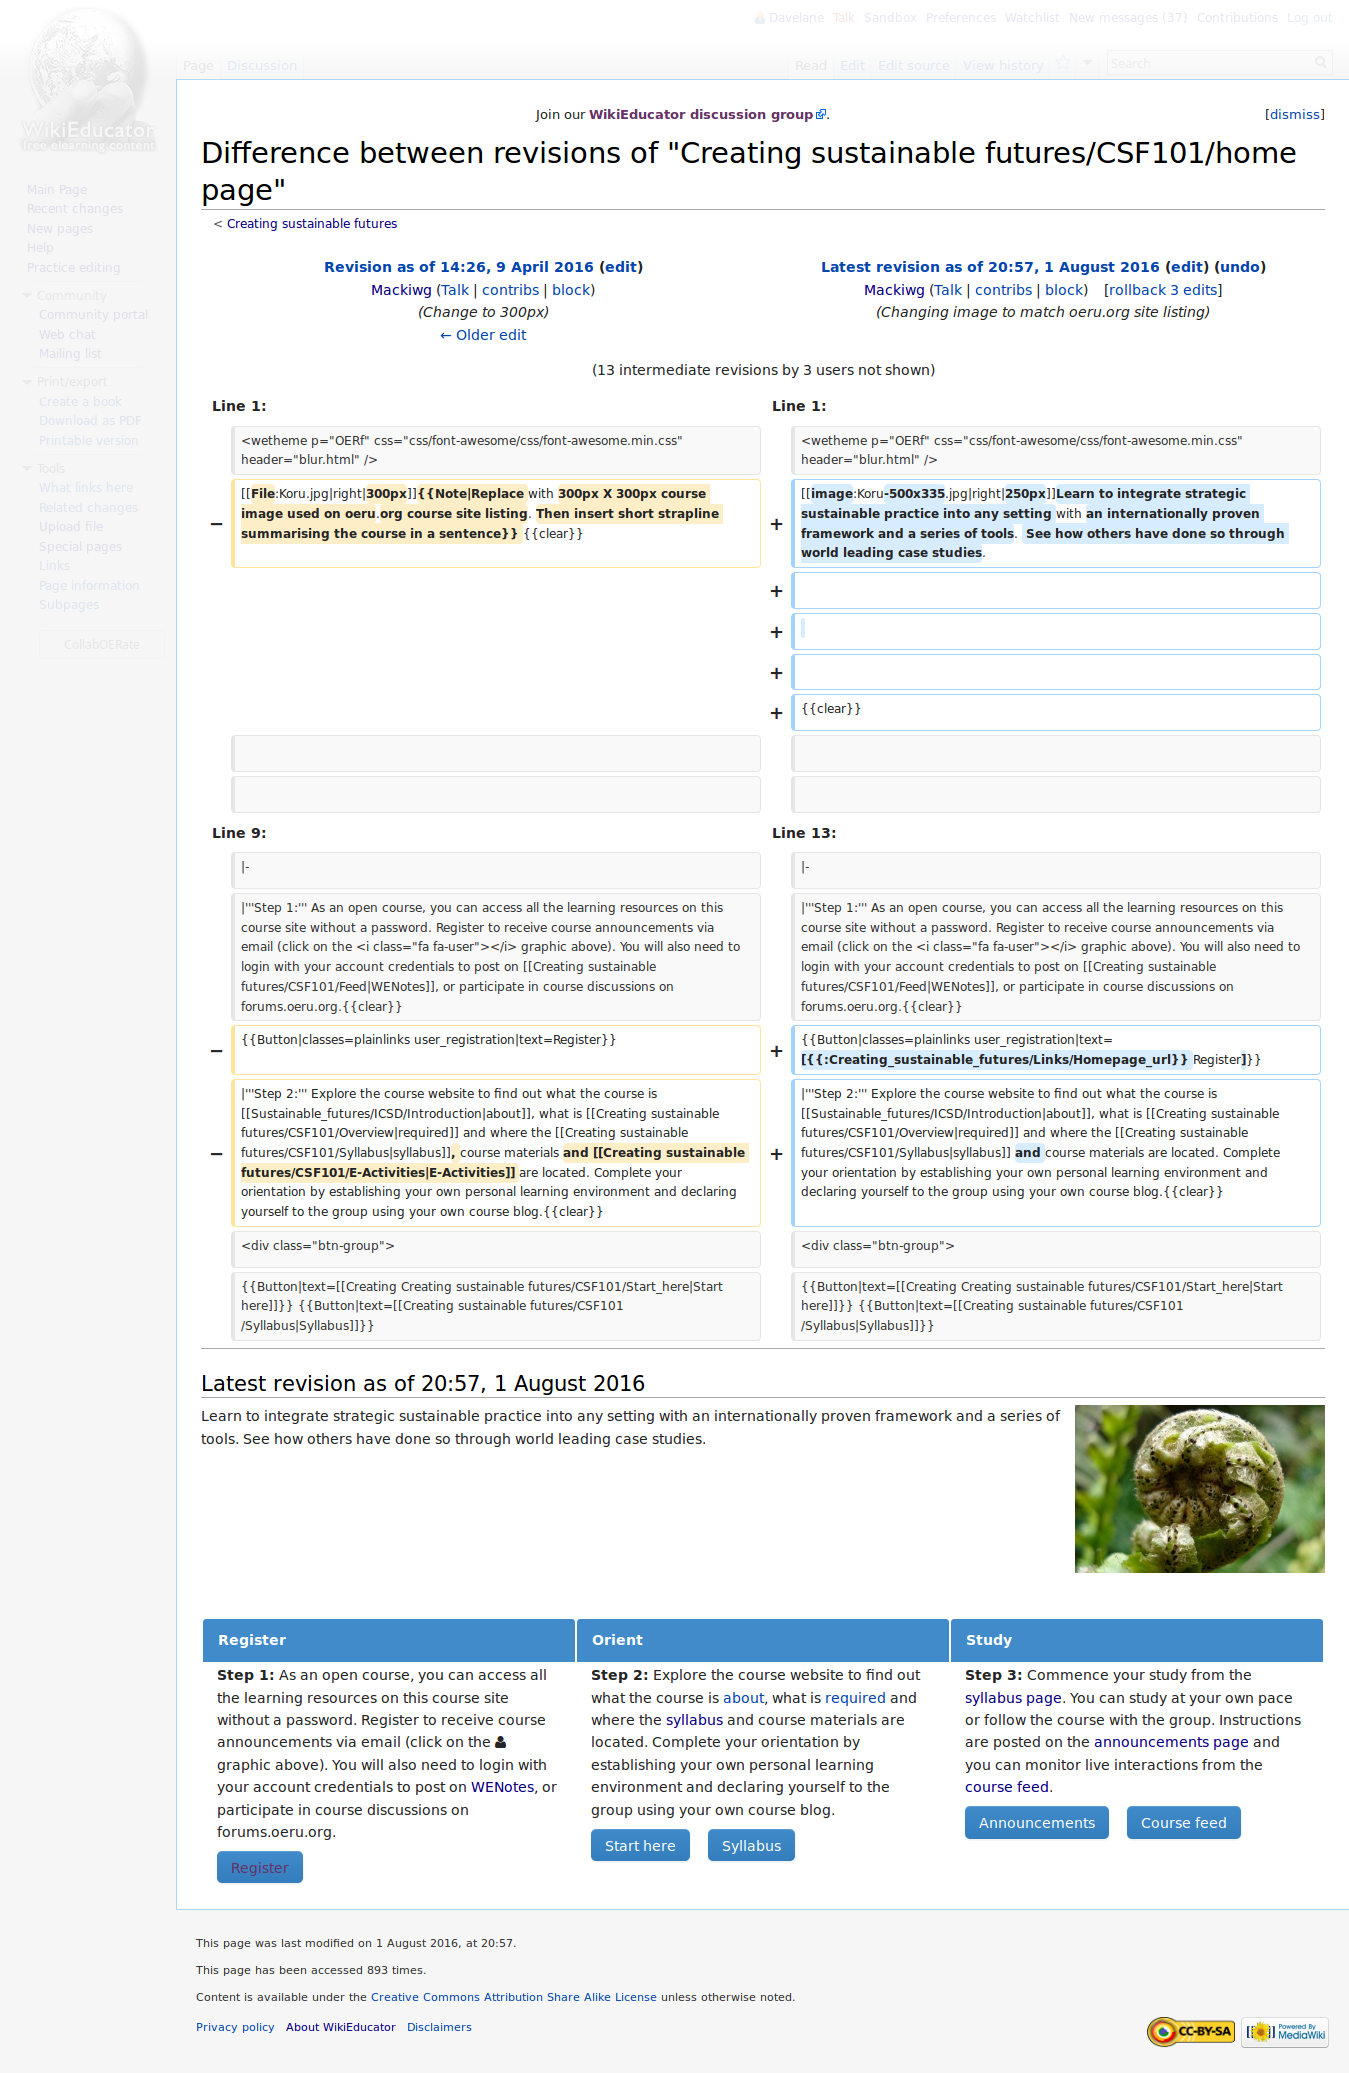 Davelane Talk Sandbox Preferences Watchlist New messages (37) Contributions Log out
Page Discussion Read Edit Edit source View history Search
WikiEducator
free elearning content
Main Page
Recent changes
New pages
Help
Practice editing
Community
Community portal
Web chat
Mailing list
Print/export
Create a book
Download as PDF
Printable version
Tools
What links here
Related changes
Upload file
Special pages
Links
Page information
Subpages
CollabOERate
Join our WikiEducator discussion group. [dismiss]
Difference between revisions of "Creating sustainable futures/CSF101/home
page"
< Creating sustainable futures
Revision as of 14:26, 9 April 2016 (edit)
Mackiwg (Talk | contribs | block)
(Change to 300px)
← Older edit
Latest revision as of 20:57, 1 August 2016 (edit) (undo)
Mackiwg (Talk | contribs | block) [rollback 3 edits]
(Changing image to match oeru.org site listing)
(13 intermediate revisions by 3 users not shown)
Line 1: Line 1:
<wetheme p="OERf" css="css/font-awesome/css/font-awesome.min.css"
header="blur.html" />
<wetheme p="OERf" css="css/font-awesome/css/font-awesome.min.css"
header="blur.html" />
−
[[File:Koru.jpg|right|300px]]{{Note|Replace with 300px X 300px course
image used on oeru.org course site listing. Then insert short strapline
summarising the course in a sentence}} {{clear}}
+
[[image:Koru-500x335.jpg|right|250px]]Learn to integrate strategic
sustainable practice into any setting with an internationally proven
framework and a series of tools. See how others have done so through
world leading case studies.
+
+
+
+
{{clear}}
Line 9: Line 13:
|-
|-
|'''Step 1:''' As an open course, you can access all the learning resources on this
course site without a password. Register to receive course announcements via
email (click on the <i class="fa fa-user"></i> graphic above). You will also need to
login with your account credentials to post on [[Creating sustainable
futures/CSF101/Feed|WENotes]], or participate in course discussions on
forums.oeru.org.{{clear}}
|'''Step 1:''' As an open course, you can access all the learning resources on this
course site without a password. Register to receive course announcements via
email (click on the <i class="fa fa-user"></i> graphic above). You will also need to
login with your account credentials to post on [[Creating sustainable
futures/CSF101/Feed|WENotes]], or participate in course discussions on
forums.oeru.org.{{clear}}
−
{{Button|classes=plainlinks user_registration|text=Register}}
+
{{Button|classes=plainlinks user_registration|text=
[{{:Creating_sustainable_futures/Links/Homepage_url}} Register]}}
−
|'''Step 2:''' Explore the course website to find out what the course is
[[Sustainable_futures/ICSD/Introduction|about]], what is [[Creating sustainable
futures/CSF101/Overview|required]] and where the [[Creating sustainable
futures/CSF101/Syllabus|syllabus]], course materials and [[Creating sustainable
futures/CSF101/E-Activities|E-Activities]] are located. Complete your
orientation by establishing your own personal learning environment and declaring
yourself to the group using your own course blog.{{clear}}
+
|'''Step 2:''' Explore the course website to find out what the course is
[[Sustainable_futures/ICSD/Introduction|about]], what is [[Creating sustainable
futures/CSF101/Overview|required]] and where the [[Creating sustainable
futures/CSF101/Syllabus|syllabus]] and course materials are located. Complete
your orientation by establishing your own personal learning environment and
declaring yourself to the group using your own course blog.{{clear}}
<div class="btn-group">
<div class="btn-group">
{{Button|text=[[Creating Creating sustainable futures/CSF101/Start_here|Start
here]]}} {{Button|text=[[Creating sustainable futures/CSF101
/Syllabus|Syllabus]]}}
{{Button|text=[[Creating Creating sustainable futures/CSF101/Start_here|Start
here]]}} {{Button|text=[[Creating sustainable futures/CSF101
/Syllabus|Syllabus]]}}
Latest revision as of 20:57, 1 August 2016
Learn to integrate strategic sustainable practice into any setting with an internationally proven framework and a series of
tools. See how others have done so through world leading case studies.
Register
Step 1: As an open course, you can access all
the learning resources on this course site
without a password. Register to receive course
announcements via email (click on the
graphic above). You will also need to login with
your account credentials to post on WENotes, or
participate in course discussions on
forums.oeru.org.
Register
Orient
Step 2: Explore the course website to find out
what the course is about, what is required and
where the syllabus and course materials are
located. Complete your orientation by
establishing your own personal learning
environment and declaring yourself to the
group using your own course blog.
Start here Syllabus
Study
Step 3: Commence your study from the
syllabus page. You can study at your own pace
or follow the course with the group. Instructions
are posted on the announcements page and
you can monitor live interactions from the
course feed.
Announcements Course feed
This page was last modified on 1 August 2016, at 20:57.
This page has been accessed 893 times.
Content is available under the Creative Commons Attribution Share Alike License unless otherwise noted.
Privacy policy About WikiEducator Disclaimers
CC-BY-SA
Powered By
MediaWiki